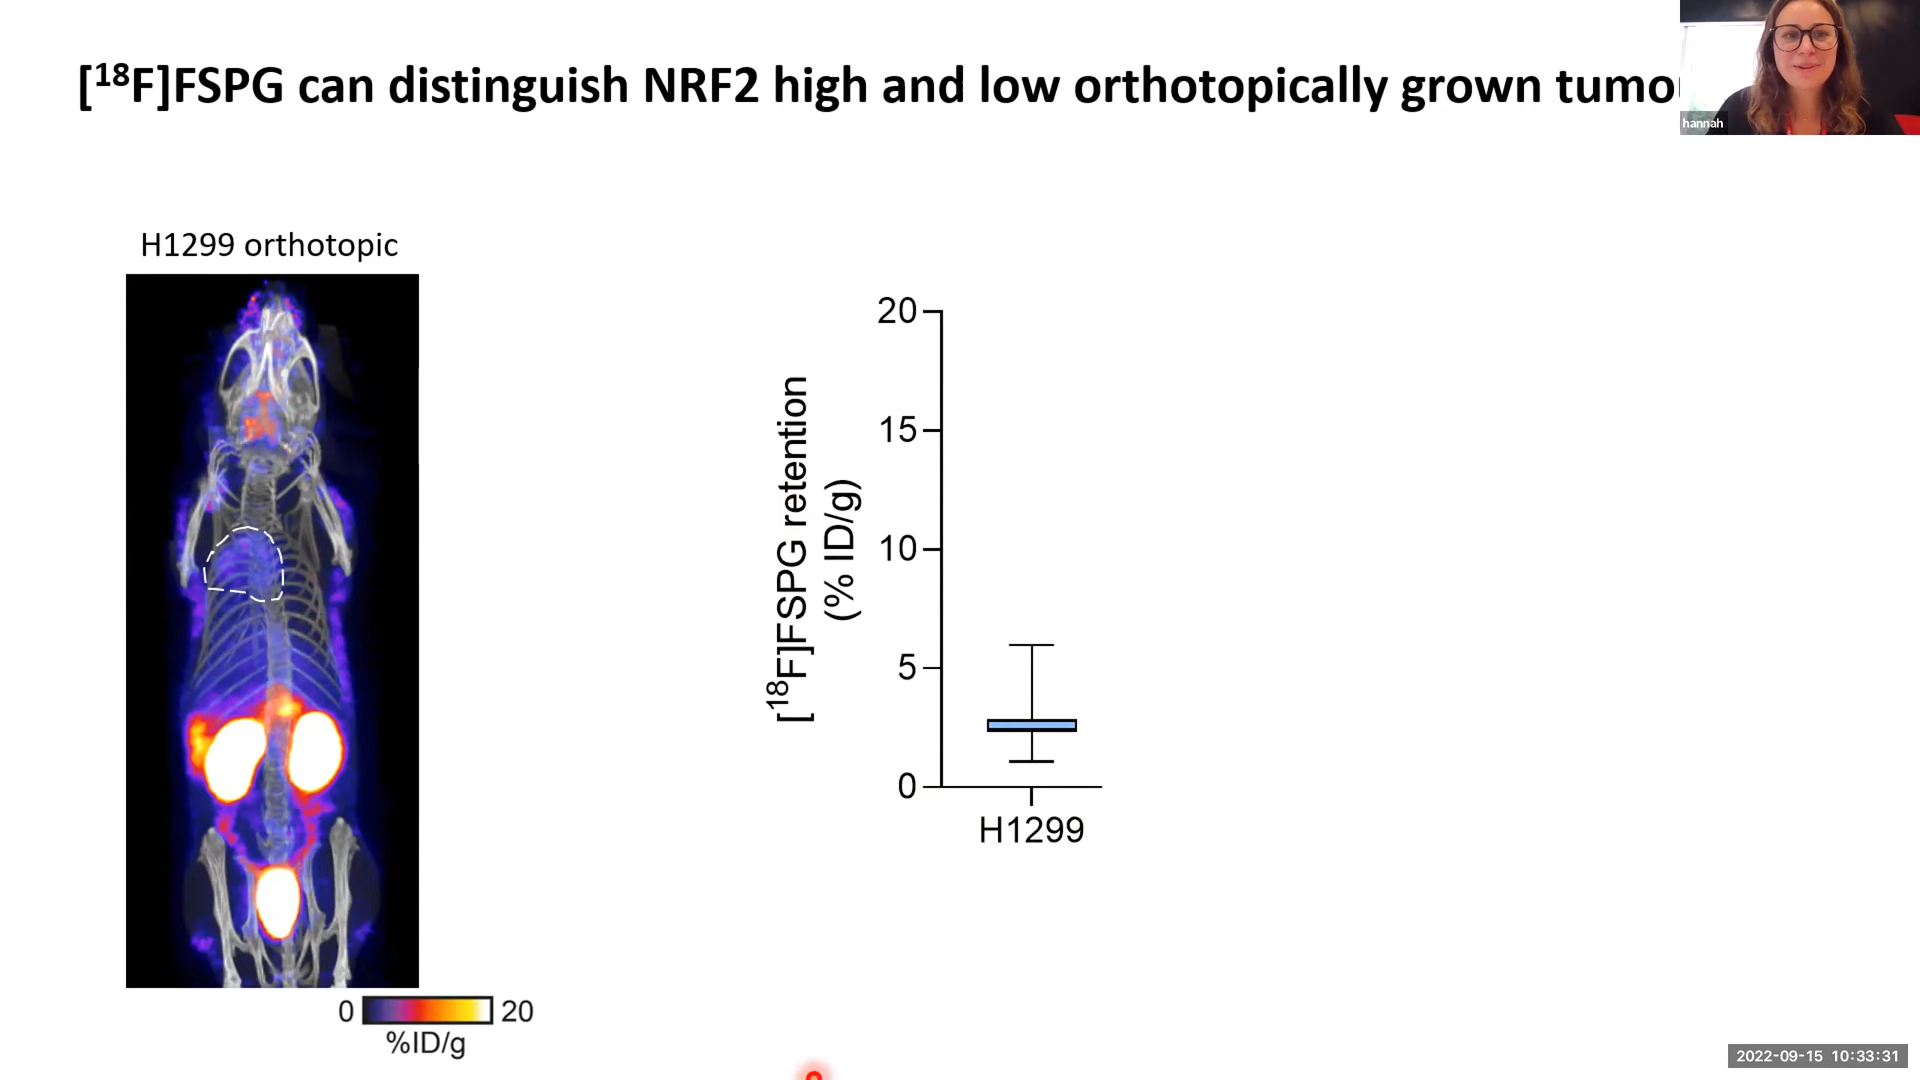 [¹⁸F]FSPG can distinguish NRF2 high and low orthotopically grown
hannah
H1299 orthotopic
20
15
10
5
0
[¹⁸F]FSPG retention
(% ID/g)
H1299
0 20
%ID/g
2022-09-15 10:33:31